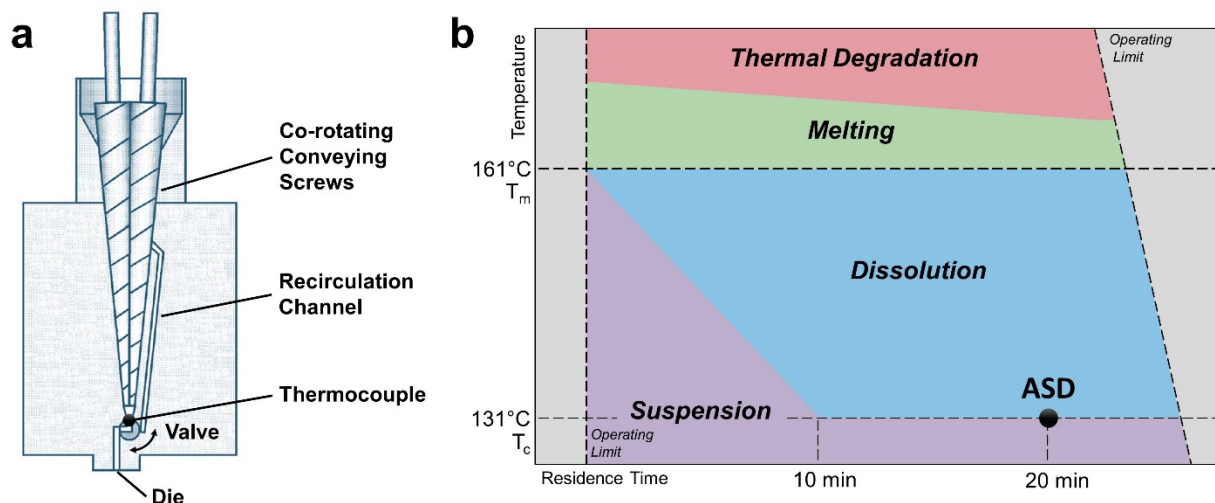 a
Co-rotating
Conveying
Screws
Recirculation
Channel
Thermocouple
Valve
Die
b
Temperature
Operating
Limit
Thermal Degradation
Melting
161°C
Tm
Dissolution
ASD
Suspension
131°C
Tc
Operating
Limit
Residence Time
10 min
20 min